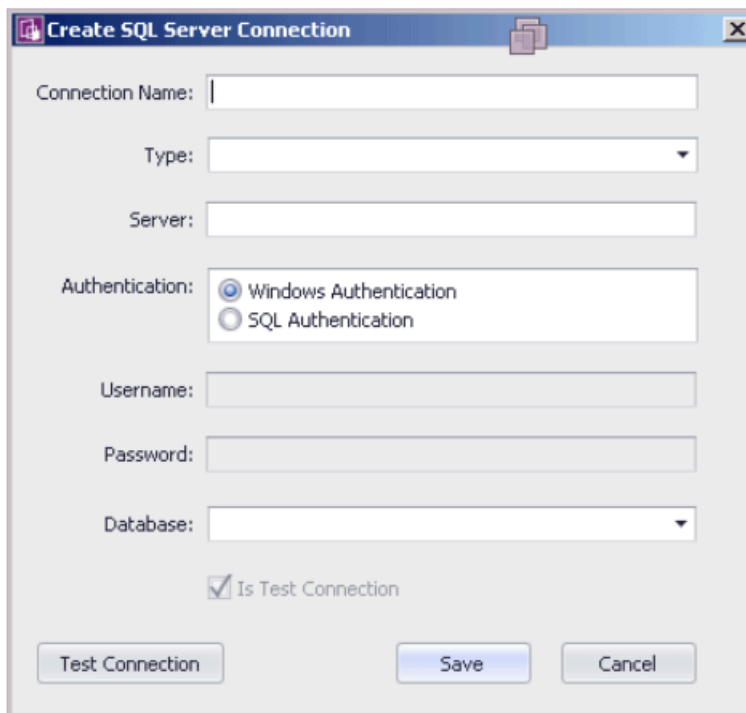 Create SQL Server Connection
Connection Name:
Type:
Server:
Authentication:
Windows Authentication
SQL Authentication
Username:
Password:
Database:
Is Test Connection
Test Connection Save Cancel